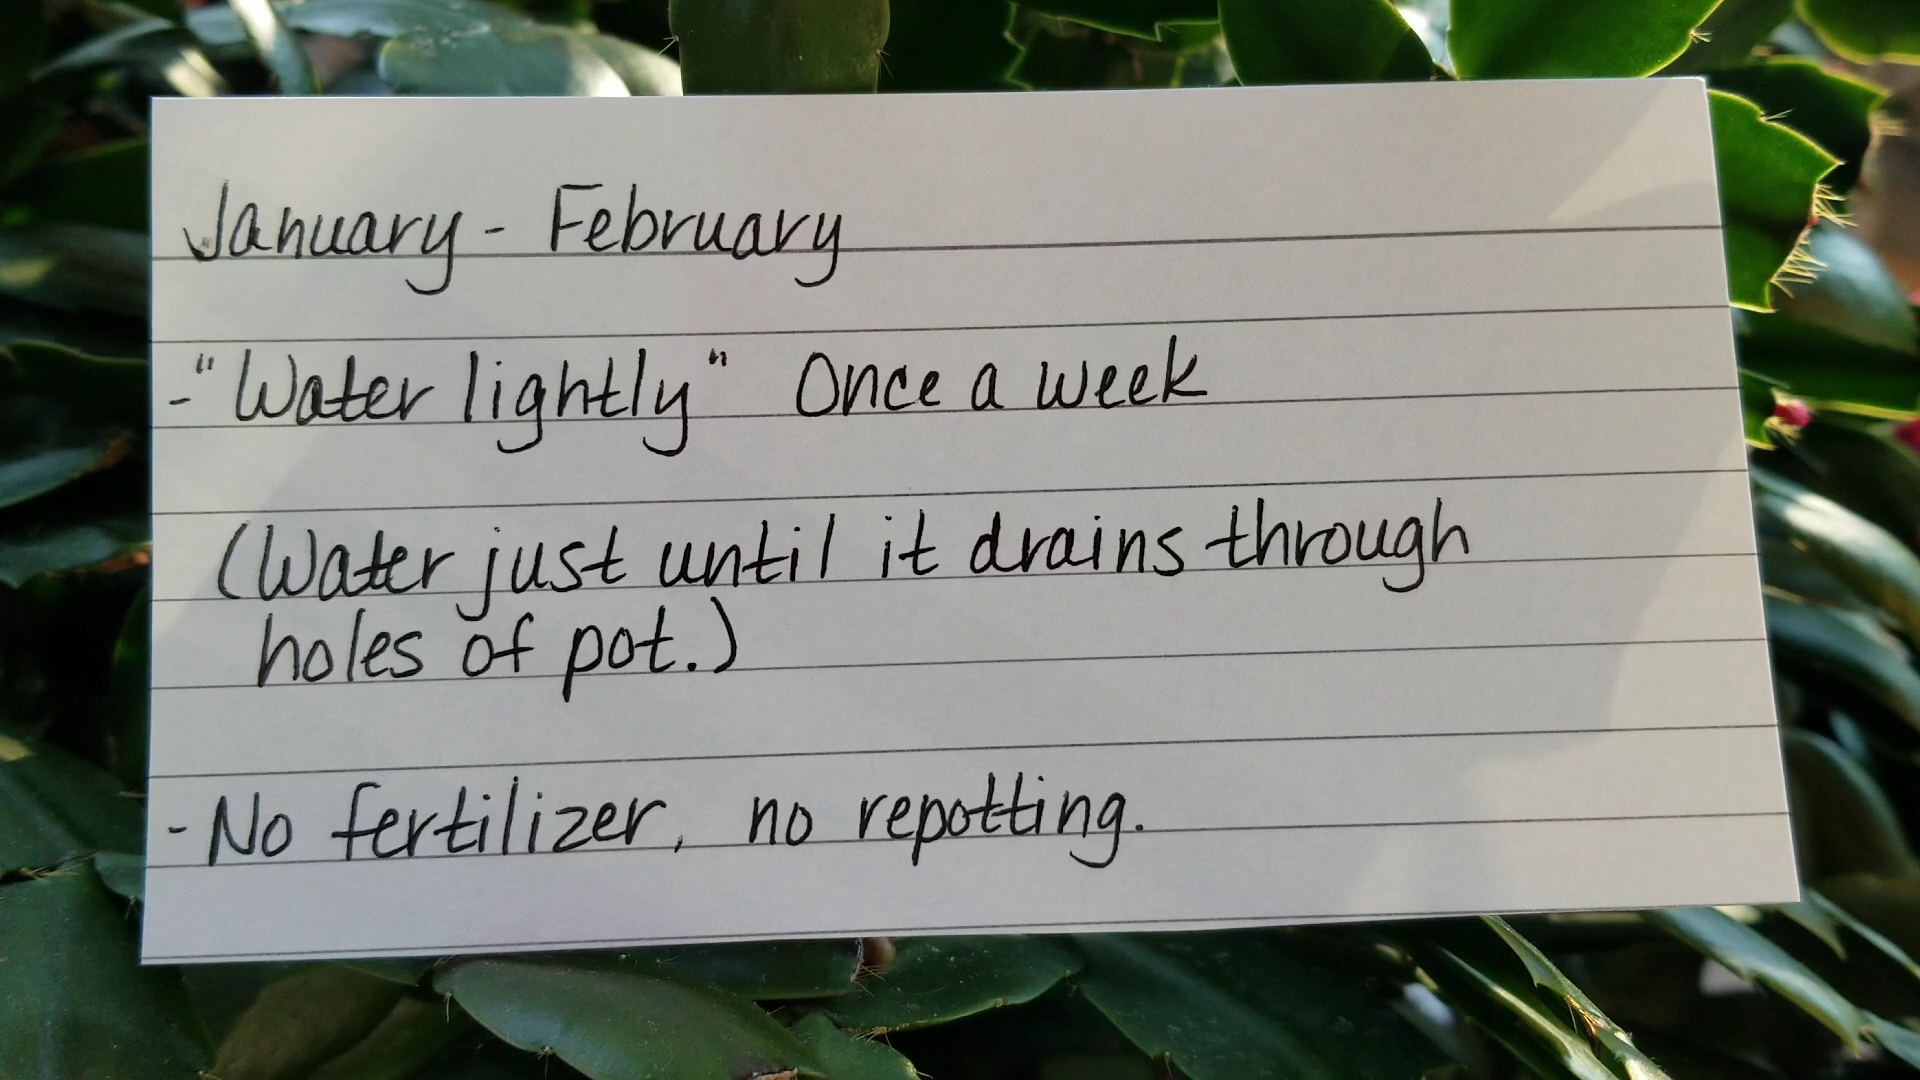 January - February
- "Water lightly" Once a week
(Water just until it drains through
holes of pot.)
- No fertilizer, no repotting.